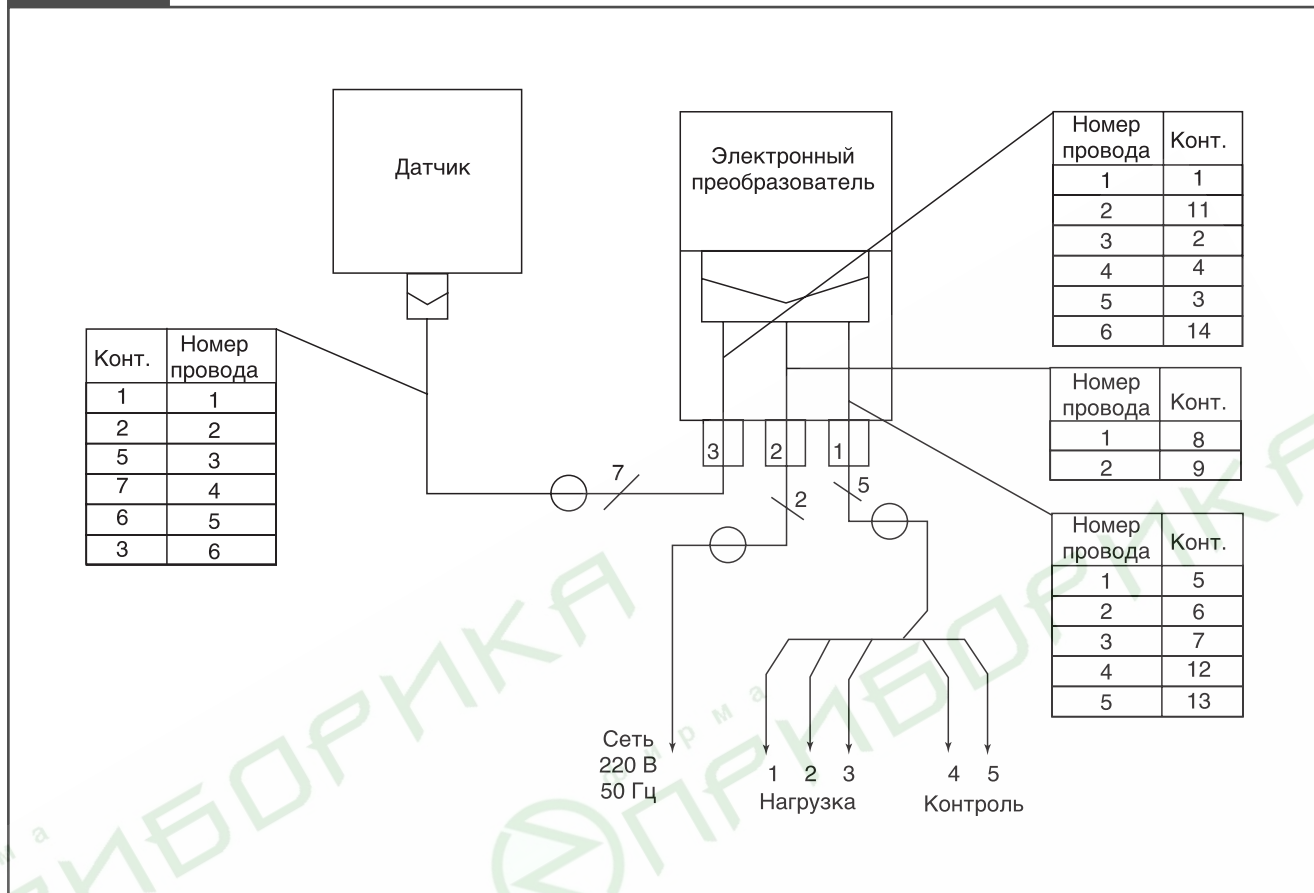 Датчик
Электронный
преобразователь
Номер провода Конт.
1 1
2 11
3 2
4 4
5 3
6 14
Конт. Номер провода
1 1
2 2
5 3
7 4
6 5
3 6
Номер провода Конт.
1 8
2 9
3 2 1
7 2 5
Номер провода Конт.
1 5
2 6
3 7
4 12
5 13
Сеть
220 В
50 Гц
1 2 3 4 5
Нагрузка Контроль
фирма
ПРИБОРИКА